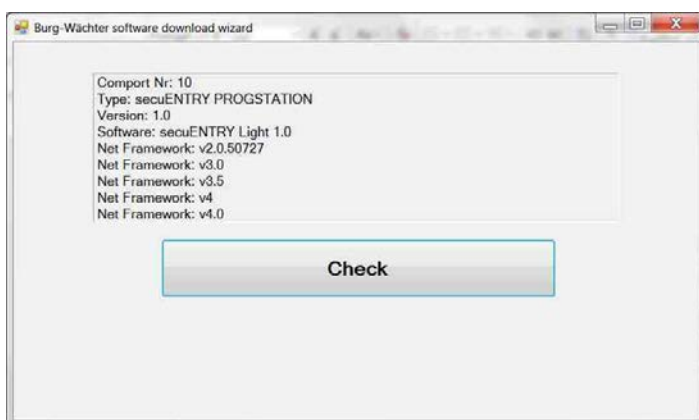 Burg-Wächter software download wizard
Comport Nr: 10
Type: secuENTRY PROGSTATION
Version: 1.0
Software: secuENTRY Light 1.0
Net Framework: v2.0.50727
Net Framework: v3.0
Net Framework: v3.5
Net Framework: v4
Net Framework: v4.0
Check